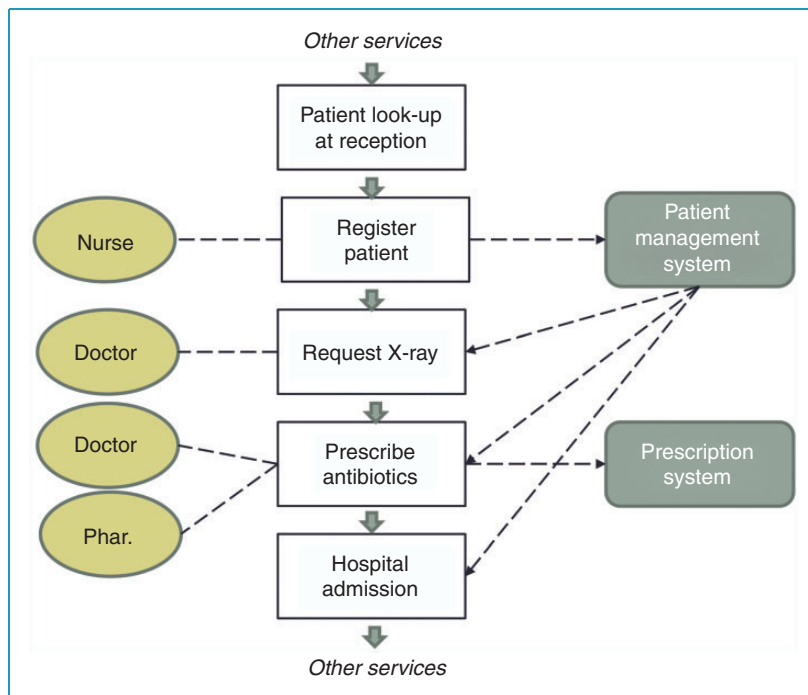 Other services
Patient look-up
at reception
Nurse
Register
patient
Patient
management
system
Doctor
Request X-ray
Doctor
Prescribe
antibiotics
Prescription
system
Phar.
Hospital
admission
Other services